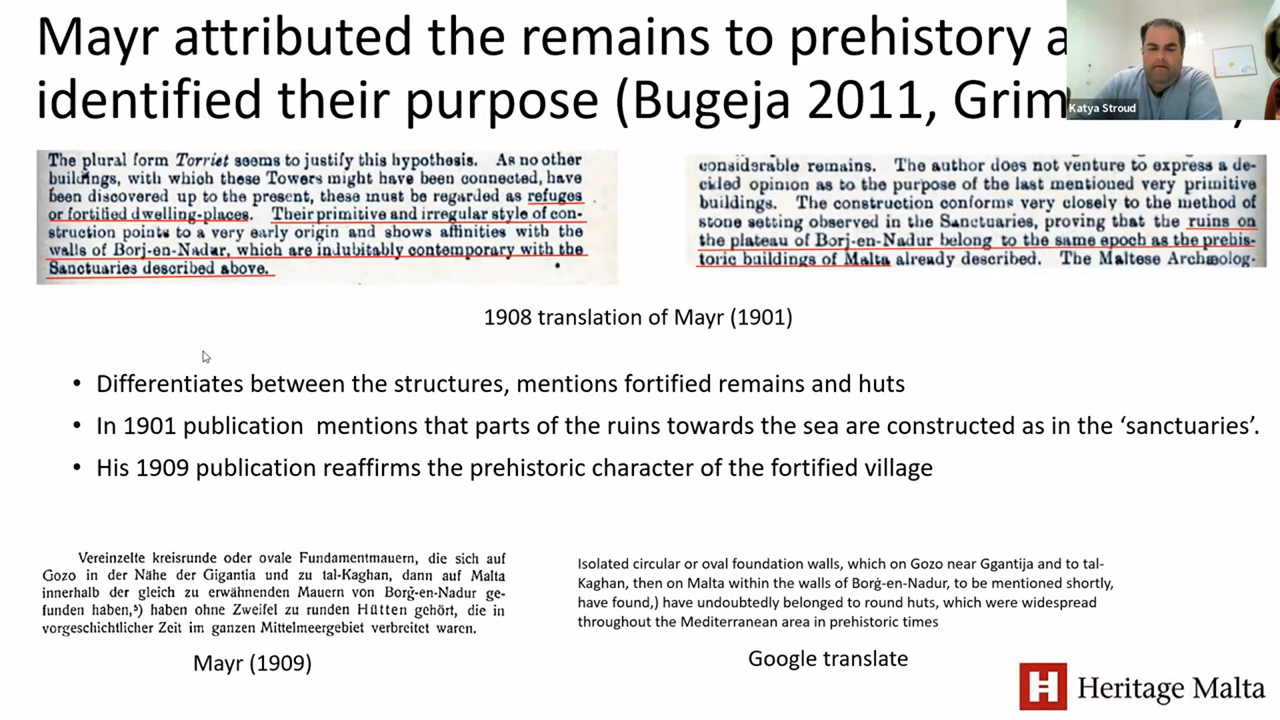 Mayr attributed the remains to prehistory
identified their purpose (Bugeja 2011,
Katya Stroud
The plural form Torriet seems to justify this hypothesis. As no other
buildings, with which these Towers might have been connected, have
been discovered up to the present, these must be regarded as refuges
or fortified dwelling-places. Their primitive and irregular style of con-
struction points to a very early origin and shows affinities with the
walls of Borj-en-Nadur, which are indubitably contemporary with the
Sanctuaries described above.
considerable remains. The author does not venture to express a de-
cided opinion as to the purpose of the last mentioned very primitive
buildings. The construction conforms very closely to the method of
stone setting observed in the Sanctuaries, proving that the ruins on
the plateau of Borj-en-Nadur belong to the same epoch as the prehis-
toric buildings of Malta already described. The Maltese Archæolog-
1908 translation of Mayr (1901)
• Differentiates between the structures, mentions fortified remains and huts
• In 1901 publication mentions that parts of the ruins towards the sea are constructed as in the ‘sanctuaries’.
• His 1909 publication reaffirms the prehistoric character of the fortified village
Vereinzelte kreisrunde oder ovale Fundamentmauern, die sich auf
Gozo in der Nähe der Gigantia und zu tal-Kaghan, dann auf Malta
innerhalb der gleich zu erwähnenden Mauern von Borġ-en-Nadur ge-
funden haben,⁵) haben ohne Zweifel zu runden Hütten gehört, die in
vorgeschichtlicher Zeit im ganzen Mittelmeergebiet verbreitet waren.
Mayr (1909)
Isolated circular or oval foundation walls, which on Gozo near Ggantija and to tal-
Kaghan, then on Malta within the walls of Borġ-en-Nadur, to be mentioned shortly,
have found,) have undoubtedly belonged to round huts, which were widespread
throughout the Mediterranean area in prehistoric times
Google translate
Heritage Malta